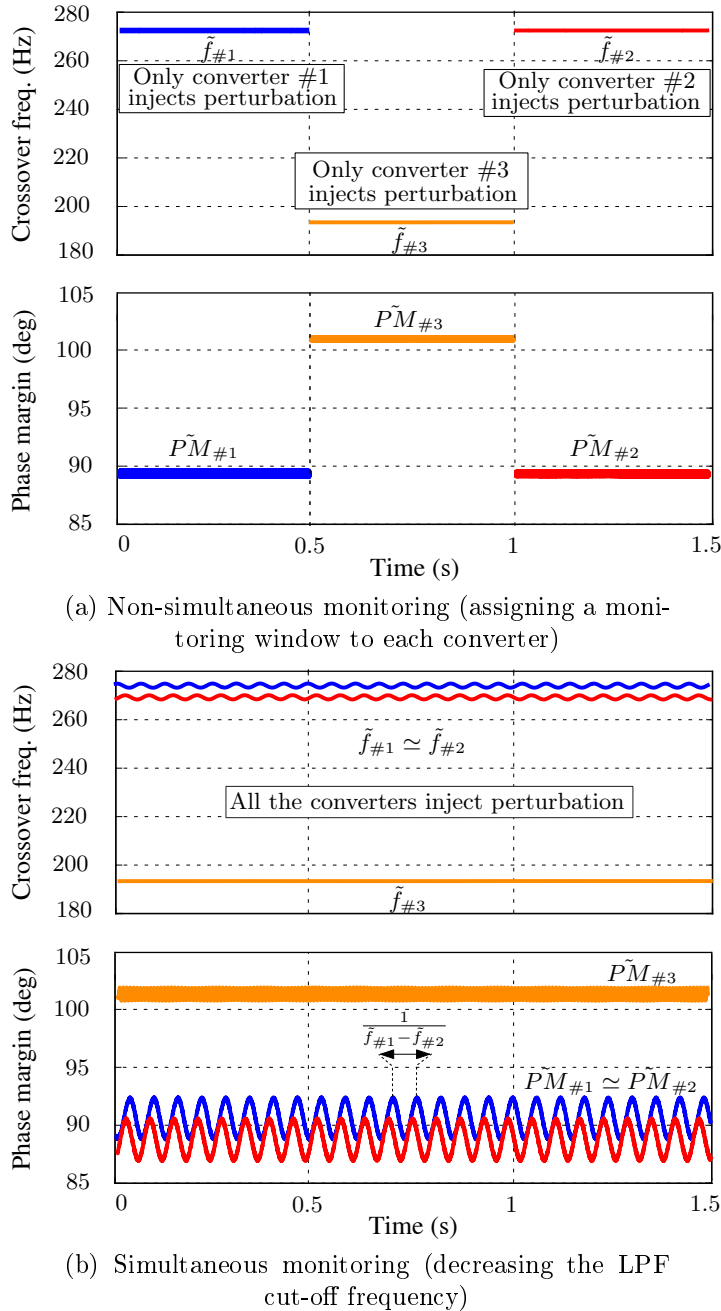 280
260
240
220
200
180
Crossover freq. (Hz)
f̃#1
Only converter #1
injects perturbation
f̃#2
Only converter #2
injects perturbation
Only converter #3
injects perturbation
f̃#3
105
100
95
90
85
Phase margin (deg)
P̃M#3
P̃M#1
P̃M#2
0 0.5 1 1.5
Time (s)
(a) Non-simultaneous monitoring (assigning a moni-
toring window to each converter)
280
260
240
220
200
180
Crossover freq. (Hz)
f̃#1 ≃ f̃#2
All the converters inject perturbation
f̃#3
105
100
95
90
85
Phase margin (deg)
P̃M#3
1
f̃#1−f̃#2
P̃M#1 ≃ P̃M#2
0 0.5 1 1.5
Time (s)
(b) Simultaneous monitoring (decreasing the LPF
cut-off frequency)